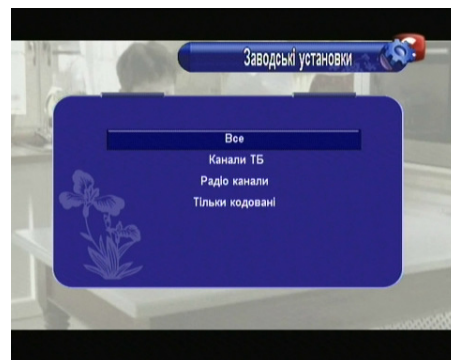 Заводські установки
Все
Канали ТБ
Радіо канали
Тільки кодовані